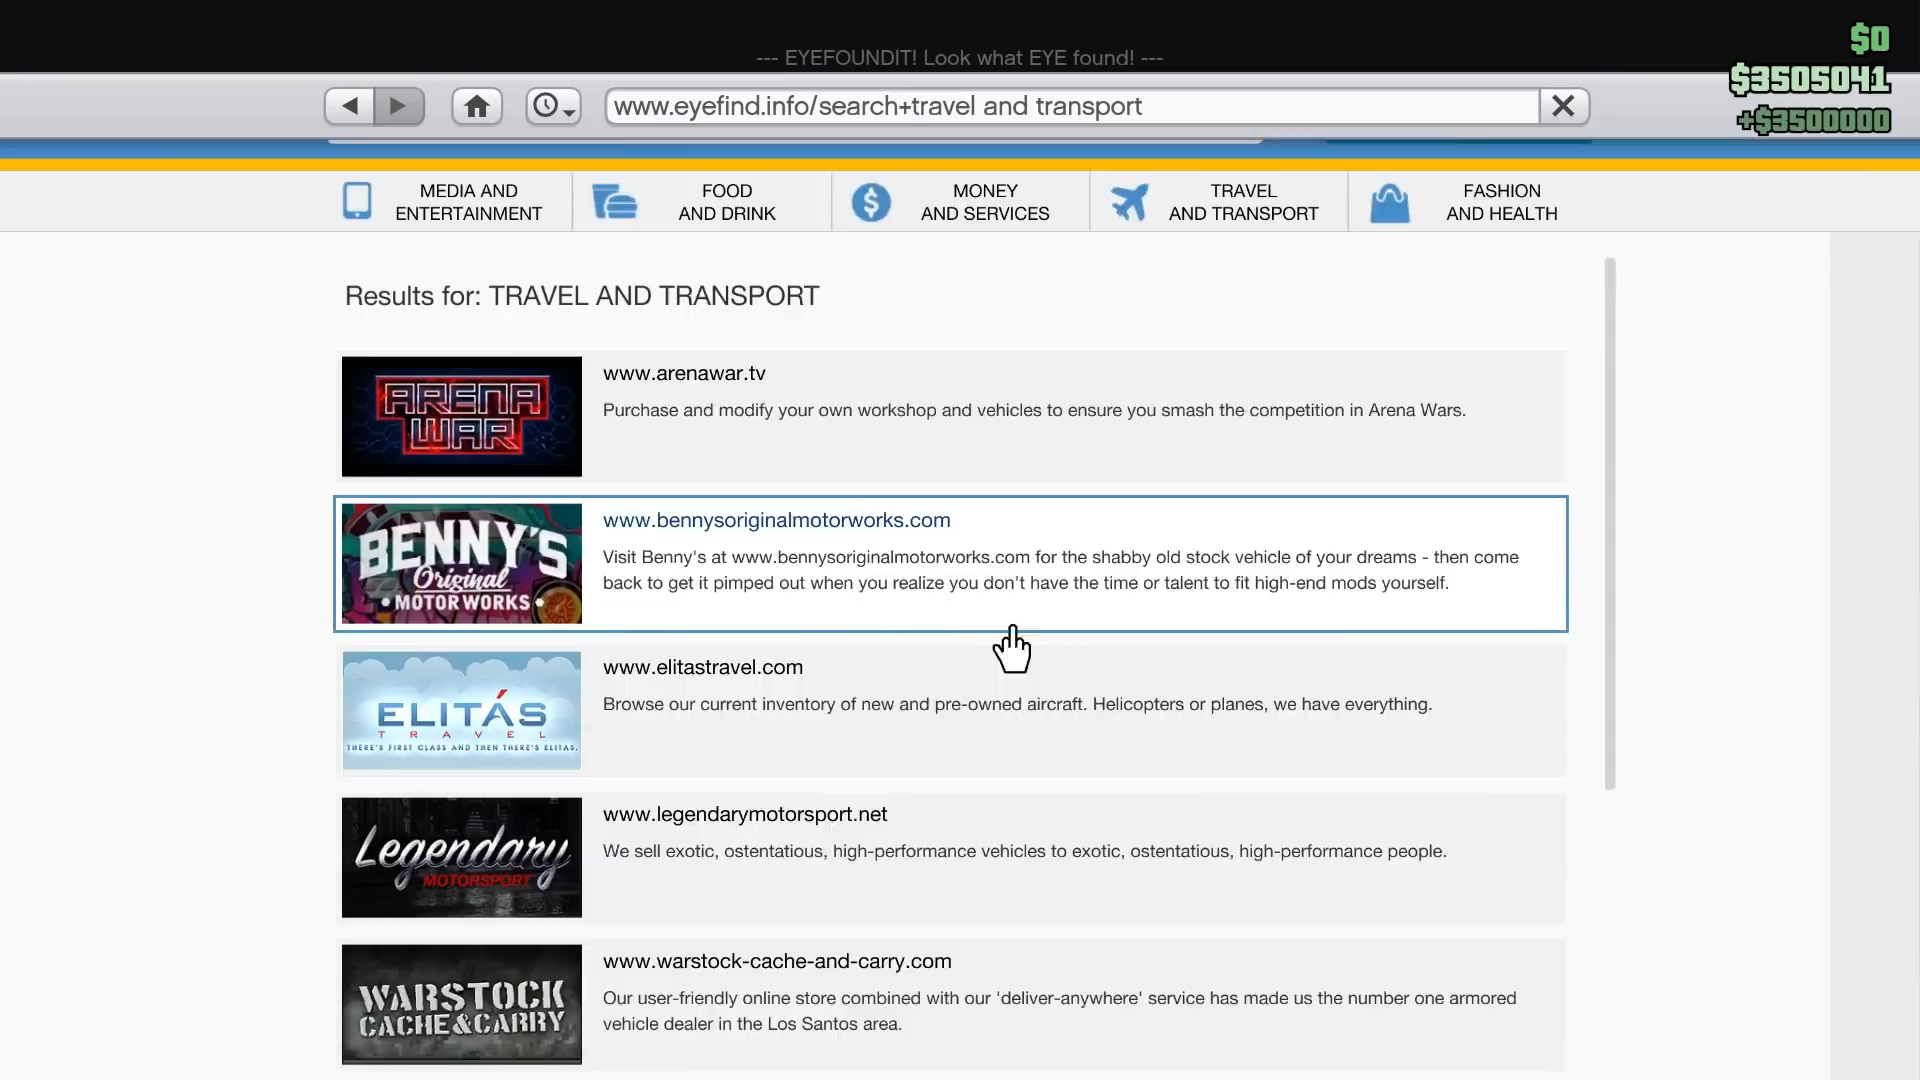 --- EYEFOUNDIT! Look what EYE found! ---
$0
$3505041
+$3500000
www.eyefind.info/search+travel and transport
MEDIA AND
ENTERTAINMENT
FOOD
AND DRINK
MONEY
AND SERVICES
TRAVEL
AND TRANSPORT
FASHION
AND HEALTH
Results for: TRAVEL AND TRANSPORT
ARENA
WAR
www.arenawar.tv
Purchase and modify your own workshop and vehicles to ensure you smash the competition in Arena Wars.
BENNY'S
Original
• MOTORWORKS •
www.bennysoriginalmotorworks.com
Visit Benny's at www.bennysoriginalmotorworks.com for the shabby old stock vehicle of your dreams - then come
back to get it pimped out when you realize you don't have the time or talent to fit high-end mods yourself.
ELITÁS
TRAVEL
THERE'S FIRST CLASS AND THEN THERE'S ELITAS.
www.elitastravel.com
Browse our current inventory of new and pre-owned aircraft. Helicopters or planes, we have everything.
Legendary
MOTORSPORT
www.legendarymotorsport.net
We sell exotic, ostentatious, high-performance vehicles to exotic, ostentatious, high-performance people.
WARSTOCK
CACHE&CARRY
www.warstock-cache-and-carry.com
Our user-friendly online store combined with our 'deliver-anywhere' service has made us the number one armored
vehicle dealer in the Los Santos area.